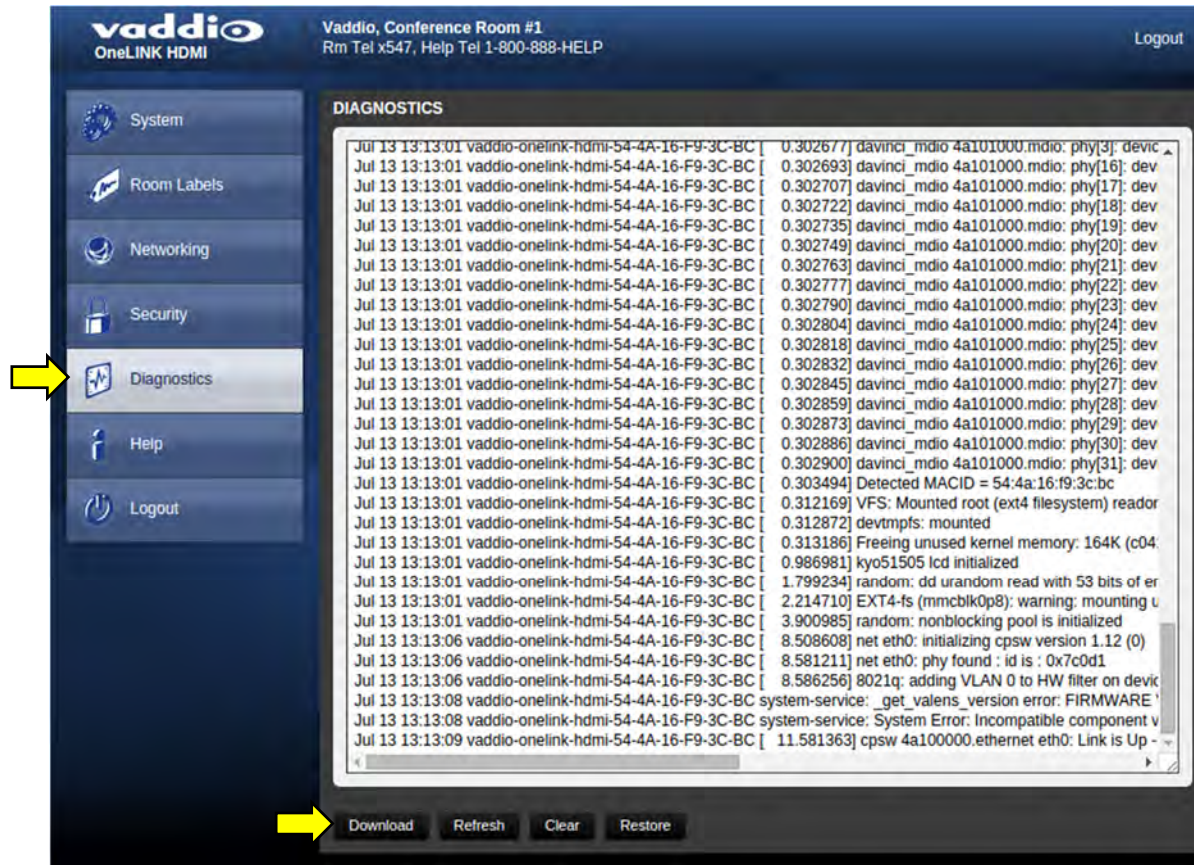 vaddio
OneLINK HDMI
Vaddio, Conference Room #1
Rm Tel x547, Help Tel 1-800-888-HELP
Logout
System
Room Labels
Networking
Security
Diagnostics
Help
Logout
DIAGNOSTICS
Jul 13 13:13:01 vaddio-onelink-hdmi-54-4A-16-F9-3C-BC [ 0.302677] davinci_mdio 4a101000.mdio: phy[3]: devic
Jul 13 13:13:01 vaddio-onelink-hdmi-54-4A-16-F9-3C-BC [ 0.302693] davinci_mdio 4a101000.mdio: phy[16]: dev
Jul 13 13:13:01 vaddio-onelink-hdmi-54-4A-16-F9-3C-BC [ 0.302707] davinci_mdio 4a101000.mdio: phy[17]: dev
Jul 13 13:13:01 vaddio-onelink-hdmi-54-4A-16-F9-3C-BC [ 0.302722] davinci_mdio 4a101000.mdio: phy[18]: dev
Jul 13 13:13:01 vaddio-onelink-hdmi-54-4A-16-F9-3C-BC [ 0.302735] davinci_mdio 4a101000.mdio: phy[19]: dev
Jul 13 13:13:01 vaddio-onelink-hdmi-54-4A-16-F9-3C-BC [ 0.302749] davinci_mdio 4a101000.mdio: phy[20]: dev
Jul 13 13:13:01 vaddio-onelink-hdmi-54-4A-16-F9-3C-BC [ 0.302763] davinci_mdio 4a101000.mdio: phy[21]: dev
Jul 13 13:13:01 vaddio-onelink-hdmi-54-4A-16-F9-3C-BC [ 0.302777] davinci_mdio 4a101000.mdio: phy[22]: dev
Jul 13 13:13:01 vaddio-onelink-hdmi-54-4A-16-F9-3C-BC [ 0.302790] davinci_mdio 4a101000.mdio: phy[23]: dev
Jul 13 13:13:01 vaddio-onelink-hdmi-54-4A-16-F9-3C-BC [ 0.302804] davinci_mdio 4a101000.mdio: phy[24]: dev
Jul 13 13:13:01 vaddio-onelink-hdmi-54-4A-16-F9-3C-BC [ 0.302818] davinci_mdio 4a101000.mdio: phy[25]: dev
Jul 13 13:13:01 vaddio-onelink-hdmi-54-4A-16-F9-3C-BC [ 0.302832] davinci_mdio 4a101000.mdio: phy[26]: dev
Jul 13 13:13:01 vaddio-onelink-hdmi-54-4A-16-F9-3C-BC [ 0.302845] davinci_mdio 4a101000.mdio: phy[27]: dev
Jul 13 13:13:01 vaddio-onelink-hdmi-54-4A-16-F9-3C-BC [ 0.302859] davinci_mdio 4a101000.mdio: phy[28]: dev
Jul 13 13:13:01 vaddio-onelink-hdmi-54-4A-16-F9-3C-BC [ 0.302873] davinci_mdio 4a101000.mdio: phy[29]: dev
Jul 13 13:13:01 vaddio-onelink-hdmi-54-4A-16-F9-3C-BC [ 0.302886] davinci_mdio 4a101000.mdio: phy[30]: dev
Jul 13 13:13:01 vaddio-onelink-hdmi-54-4A-16-F9-3C-BC [ 0.302900] davinci_mdio 4a101000.mdio: phy[31]: dev
Jul 13 13:13:01 vaddio-onelink-hdmi-54-4A-16-F9-3C-BC [ 0.303494] Detected MACID = 54:4a:16:f9:3c:bc
Jul 13 13:13:01 vaddio-onelink-hdmi-54-4A-16-F9-3C-BC [ 0.312169] VFS: Mounted root (ext4 filesystem) reador
Jul 13 13:13:01 vaddio-onelink-hdmi-54-4A-16-F9-3C-BC [ 0.312872] devtmpfs: mounted
Jul 13 13:13:01 vaddio-onelink-hdmi-54-4A-16-F9-3C-BC [ 0.313186] Freeing unused kernel memory: 164K (c04
Jul 13 13:13:01 vaddio-onelink-hdmi-54-4A-16-F9-3C-BC [ 0.986981] kyo51505 lcd initialized
Jul 13 13:13:01 vaddio-onelink-hdmi-54-4A-16-F9-3C-BC [ 1.799234] random: dd urandom read with 53 bits of er
Jul 13 13:13:01 vaddio-onelink-hdmi-54-4A-16-F9-3C-BC [ 2.214710] EXT4-fs (mmcblk0p8): warning: mounting u
Jul 13 13:13:01 vaddio-onelink-hdmi-54-4A-16-F9-3C-BC [ 3.900985] random: nonblocking pool is initialized
Jul 13 13:13:06 vaddio-onelink-hdmi-54-4A-16-F9-3C-BC [ 8.508608] net eth0: initializing cpsw version 1.12 (0)
Jul 13 13:13:06 vaddio-onelink-hdmi-54-4A-16-F9-3C-BC [ 8.581211] net eth0: phy found : id is : 0x7c0d1
Jul 13 13:13:06 vaddio-onelink-hdmi-54-4A-16-F9-3C-BC [ 8.586256] 8021q: adding VLAN 0 to HW filter on devic
Jul 13 13:13:08 vaddio-onelink-hdmi-54-4A-16-F9-3C-BC system-service: _get_valens_version error: FIRMWARE
Jul 13 13:13:08 vaddio-onelink-hdmi-54-4A-16-F9-3C-BC system-service: System Error: Incompatible component v
Jul 13 13:13:09 vaddio-onelink-hdmi-54-4A-16-F9-3C-BC [ 11.581363] cpsw 4a100000.ethernet eth0: Link is Up -
Download Refresh Clear Restore